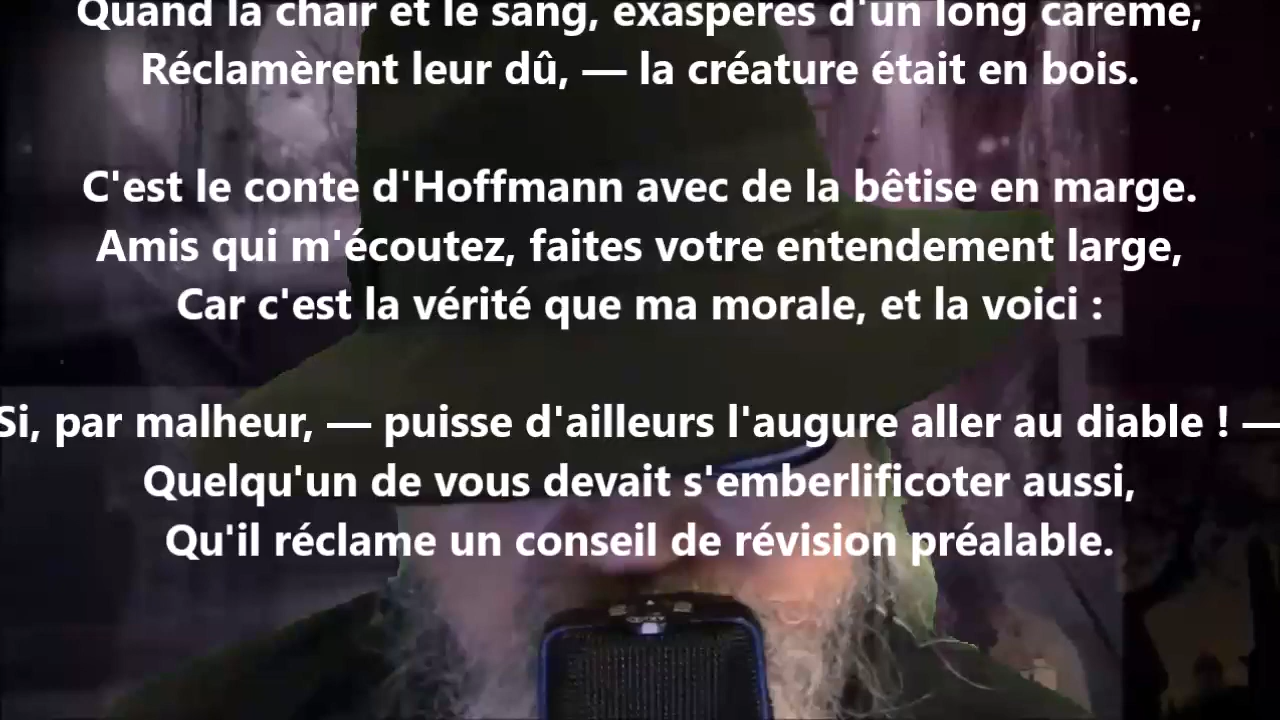 Quand la chair et le sang, exaspérés d'un long carême,
Réclamèrent leur dû, — la créature était en bois.
C'est le conte d'Hoffmann avec de la bêtise en marge.
Amis qui m'écoutez, faites votre entendement large,
Car c'est la vérité que ma morale, et la voici :
Si, par malheur, — puisse d'ailleurs l'augure aller au diable ! —
Quelqu'un de vous devait s'emberlificoter aussi,
Qu'il réclame un conseil de révision préalable.